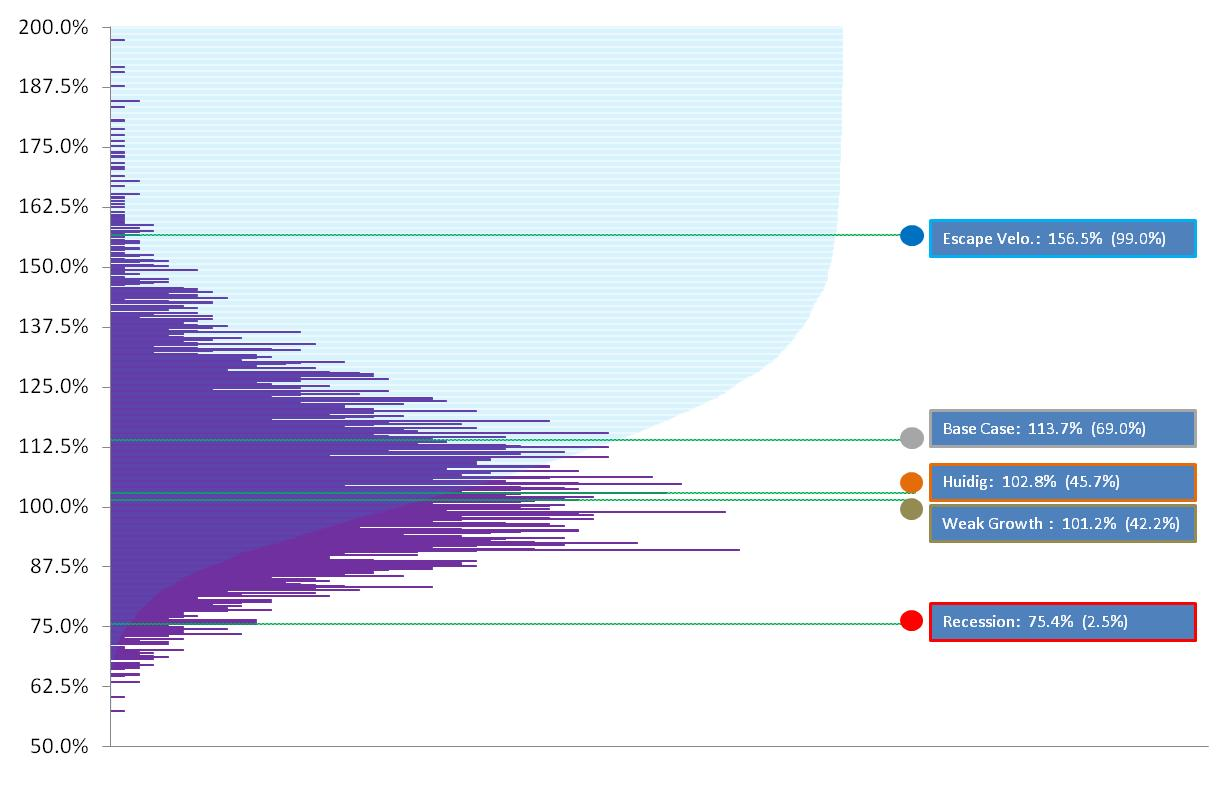 200.0%
187.5%
175.0%
162.5%
150.0%
137.5%
125.0%
112.5%
100.0%
87.5%
75.0%
62.5%
50.0%
Escape Velo.: 156.5% (99.0%)
Base Case: 113.7% (69.0%)
Huidig: 102.8% (45.7%)
Weak Growth : 101.2% (42.2%)
Recession: 75.4% (2.5%)